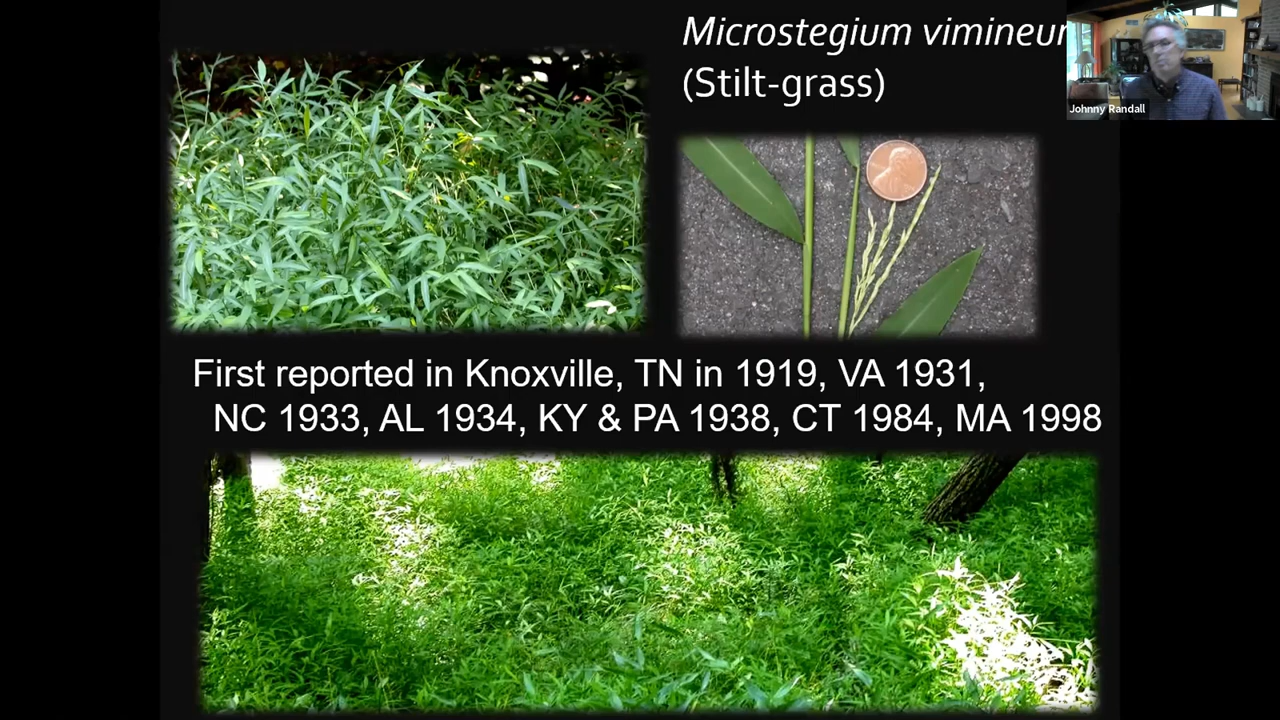 Microstegium vimineu
(Stilt-grass)
Johnny Randall
First reported in Knoxville, TN in 1919, VA 1931,
NC 1933, AL 1934, KY & PA 1938, CT 1984, MA 1998